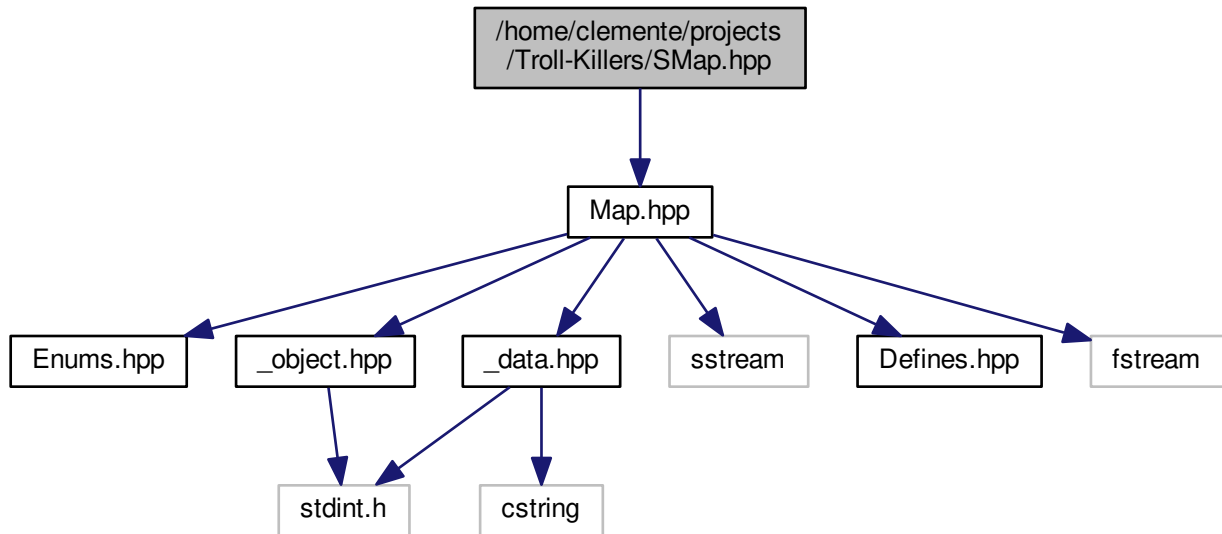 /home/clemente/projects
/Troll-Killers/SMap.hpp
Map.hpp
Enums.hpp
_object.hpp
_data.hpp
sstream
Defines.hpp
fstream
stdint.h
cstring